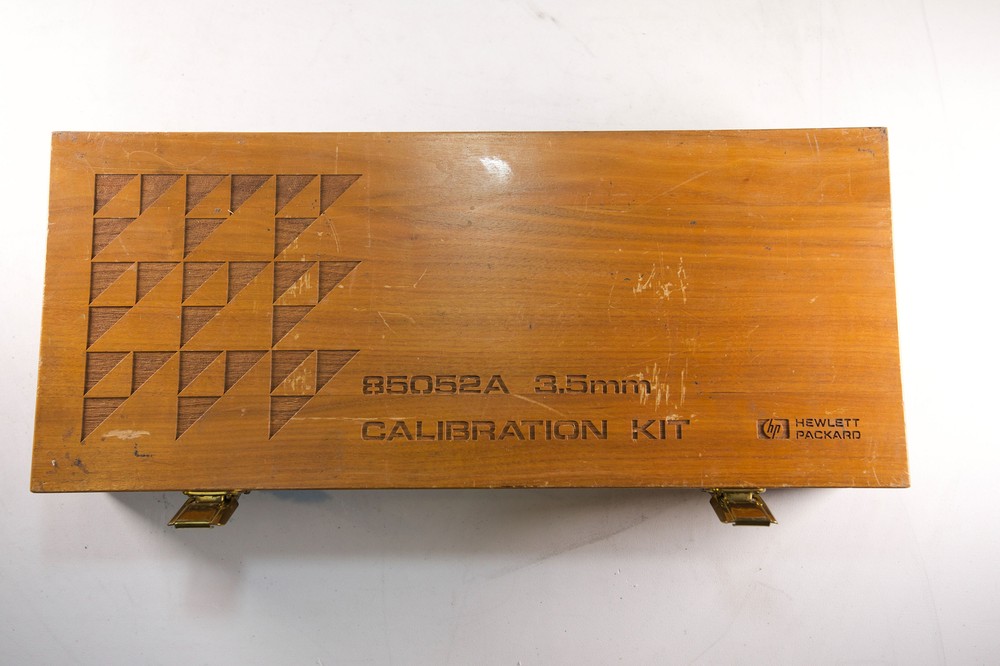 85052A 3.5mm
CALIBRATION KIT
hp HEWLETT
PACKARD